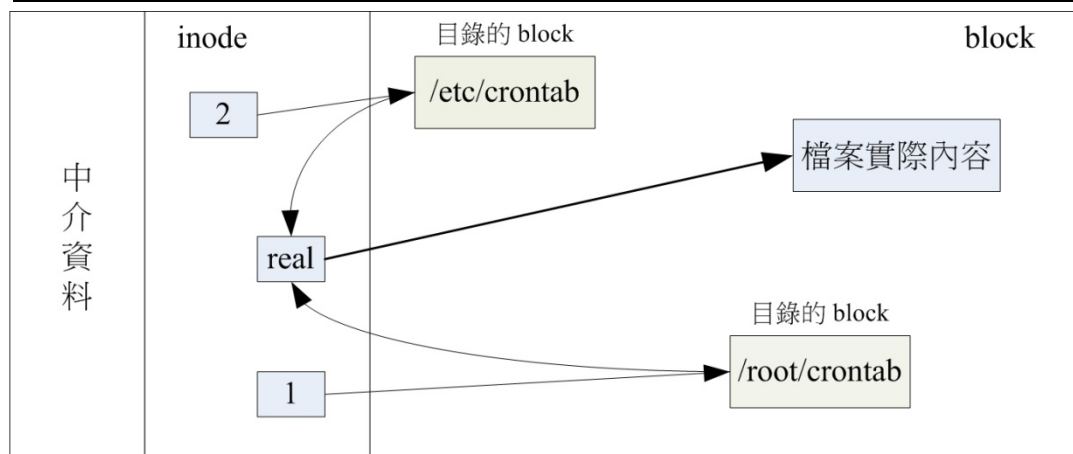 inode
目錄的 block
block
2
/etc/crontab
中介資料
檔案實際內容
real
目錄的 block
1
/root/crontab